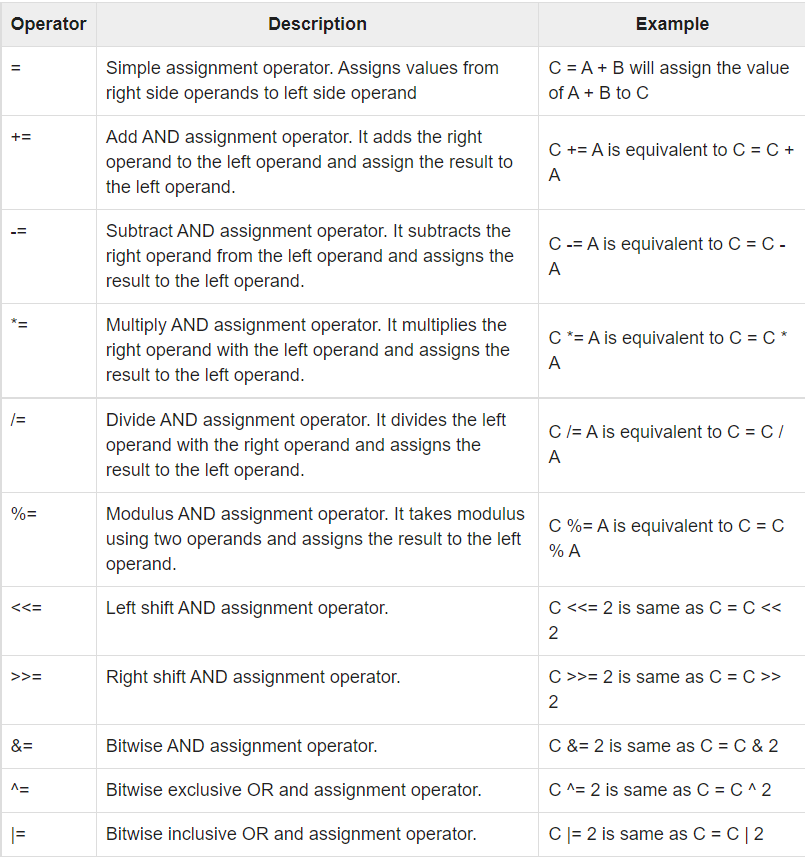 Operator Description Example
= Simple assignment operator. Assigns values from C = A + B will assign the value
right side operands to left side operand of A + B to C
+= Add AND assignment operator. It adds the right
operand to the left operand and assign the result to
the left operand.
C += A is equivalent to C = C +
A
-= Subtract AND assignment operator. It subtracts the
right operand from the left operand and assigns the
result to the left operand.
C -= A is equivalent to C = C -
A
*= Multiply AND assignment operator. It multiplies the
right operand with the left operand and assigns the
result to the left operand.
C *= A is equivalent to C = C *
A
/= Divide AND assignment operator. It divides the left
operand with the right operand and assigns the
result to the left operand.
C /= A is equivalent to C = C /
A
%= Modulus AND assignment operator. It takes modulus
using two operands and assigns the result to the left
operand.
C %= A is equivalent to C = C
% A
<<= Left shift AND assignment operator. C <<= 2 is same as C = C <<
2
>>= Right shift AND assignment operator. C >>= 2 is same as C = C >>
2
&= Bitwise AND assignment operator. C &= 2 is same as C = C & 2
^= Bitwise exclusive OR and assignment operator. C ^= 2 is same as C = C ^ 2
|= Bitwise inclusive OR and assignment operator. C |= 2 is same as C = C | 2